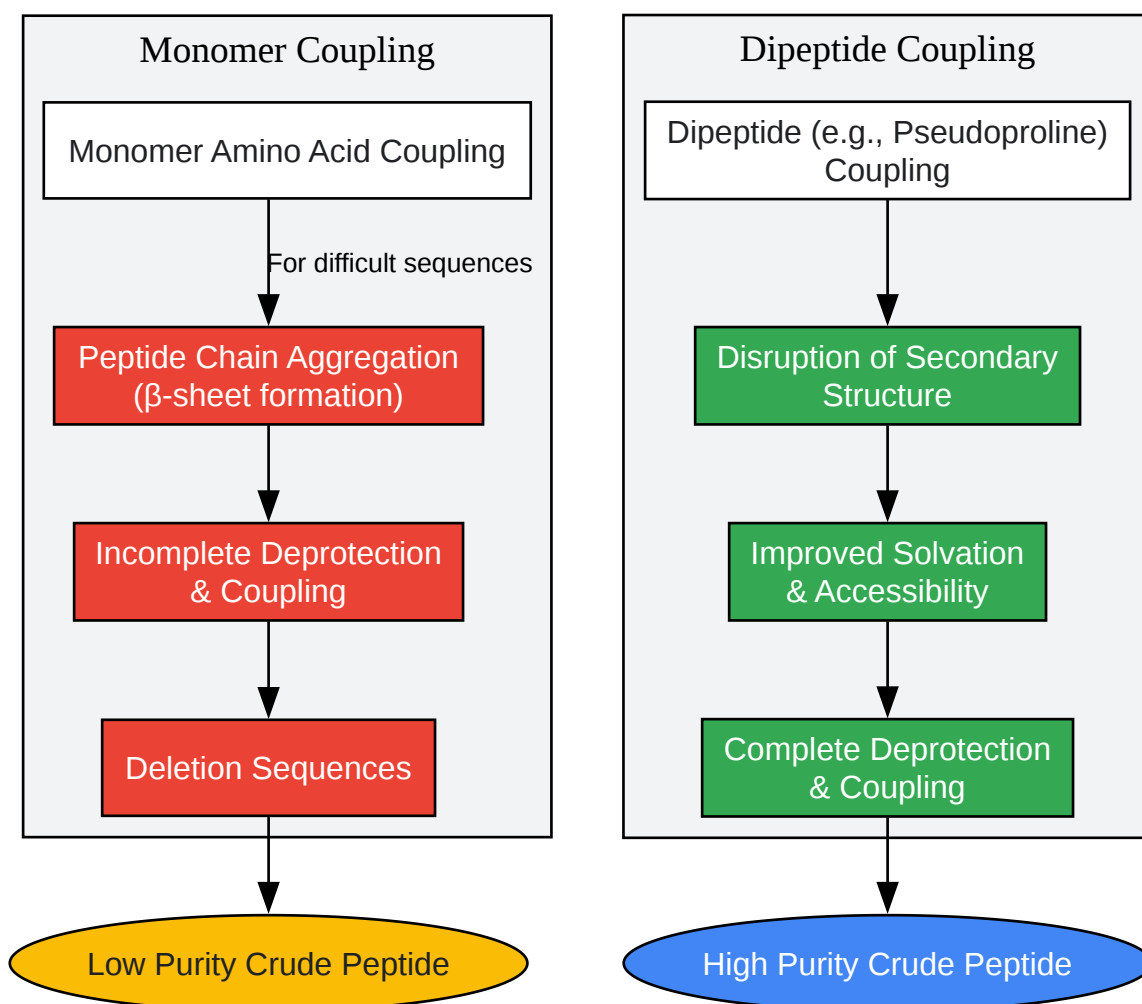 Monomer Coupling
Monomer Amino Acid Coupling
For difficult sequences
Peptide Chain Aggregation
(β-sheet formation)
Incomplete Deprotection
& Coupling
Deletion Sequences
Low Purity Crude Peptide
Dipeptide Coupling
Dipeptide (e.g., Pseudoproline)
Coupling
Disruption of Secondary
Structure
Improved Solvation
& Accessibility
Complete Deprotection
& Coupling
High Purity Crude Peptide